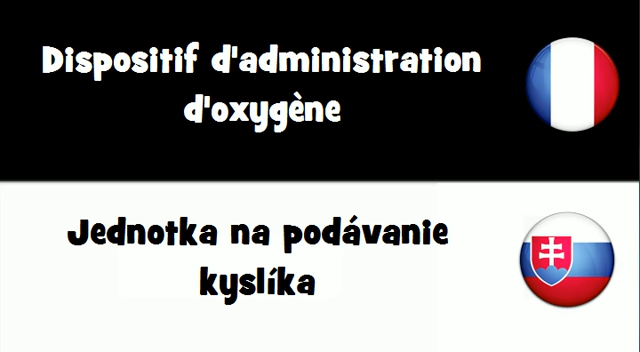 Dispositif d'administration
d'oxygène
Jednotka na podávanie
kyslíka